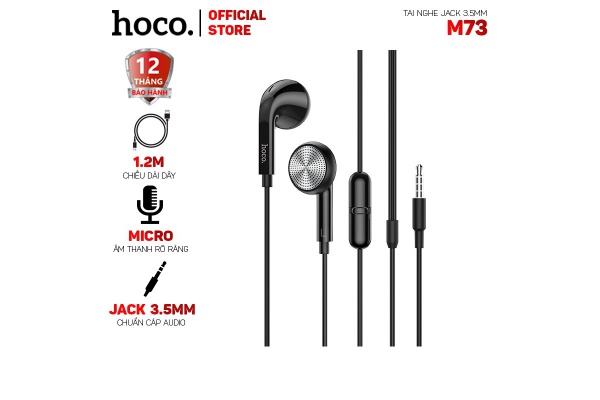 hoco.
OFFICIAL
STORE
TAI NGHE JACK 3.5MM
M73
12
THÁNG
BẢO HÀNH
1.2M
CHIỀU DÀI DÂY
MICRO
ÂM THANH RÕ RÀNG
JACK 3.5MM
CHUẨN CÁP AUDIO
hoco.